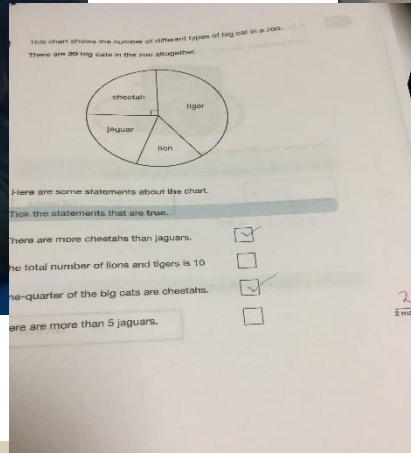 This chart shows the number of different types of big cat in a zoo.
There are 20 big cats in the zoo altogether.
cheetah
tiger
jaguar
lion
Here are some statements about the chart.
Tick the statements that are true.
here are more cheetahs than jaguars.
he total number of lions and tigers is 10
ne-quarter of the big cats are cheetahs.
ere are more than 5 jaguars.
2
2 ma